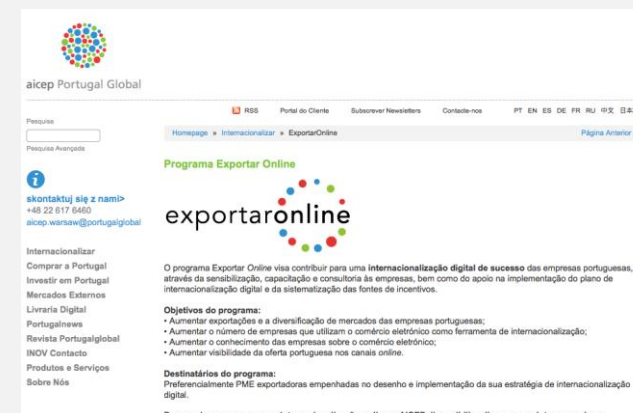 aicep Portugal Global
RSS Portal do Cliente Subscrever Newsletters Contacte-nos PT EN ES DE FR RU 中文 日本
Pesquisa
Pesquisa Avançada
Homepage » Internacionalizar » ExportarOnline Página Anterior
skontaktuj się z nami>
+48 22 617 6460
aicep.warsaw@portugalglobal
Internacionalizar
Comprar a Portugal
Investir em Portugal
Mercados Externos
Livraria Digital
Portugalnews
Revista Portugalglobal
INOV Contacto
Produtos e Serviços
Sobre Nós
Programa Exportar Online
exportaronline
O programa Exportar Online visa contribuir para uma internacionalização digital de sucesso das empresas portuguesas,
através da sensibilização, capacitação e consultoria às empresas, bem como do apoio na implementação do plano de
internacionalização digital e da sistematização das fontes de incentivos.
Objetivos do programa:
• Aumentar exportações e a diversificação de mercados das empresas portuguesas;
• Aumentar o número de empresas que utilizam o comércio eletrónico como ferramenta de internacionalização;
• Aumentar o conhecimento das empresas sobre o comércio eletrónico;
• Aumentar visibilidade da oferta portuguesa nos canais online.
Destinatários do programa:
Preferencialmente PME exportadoras empenhadas no desenho e implementação da sua estratégia de internacionalização
digital.